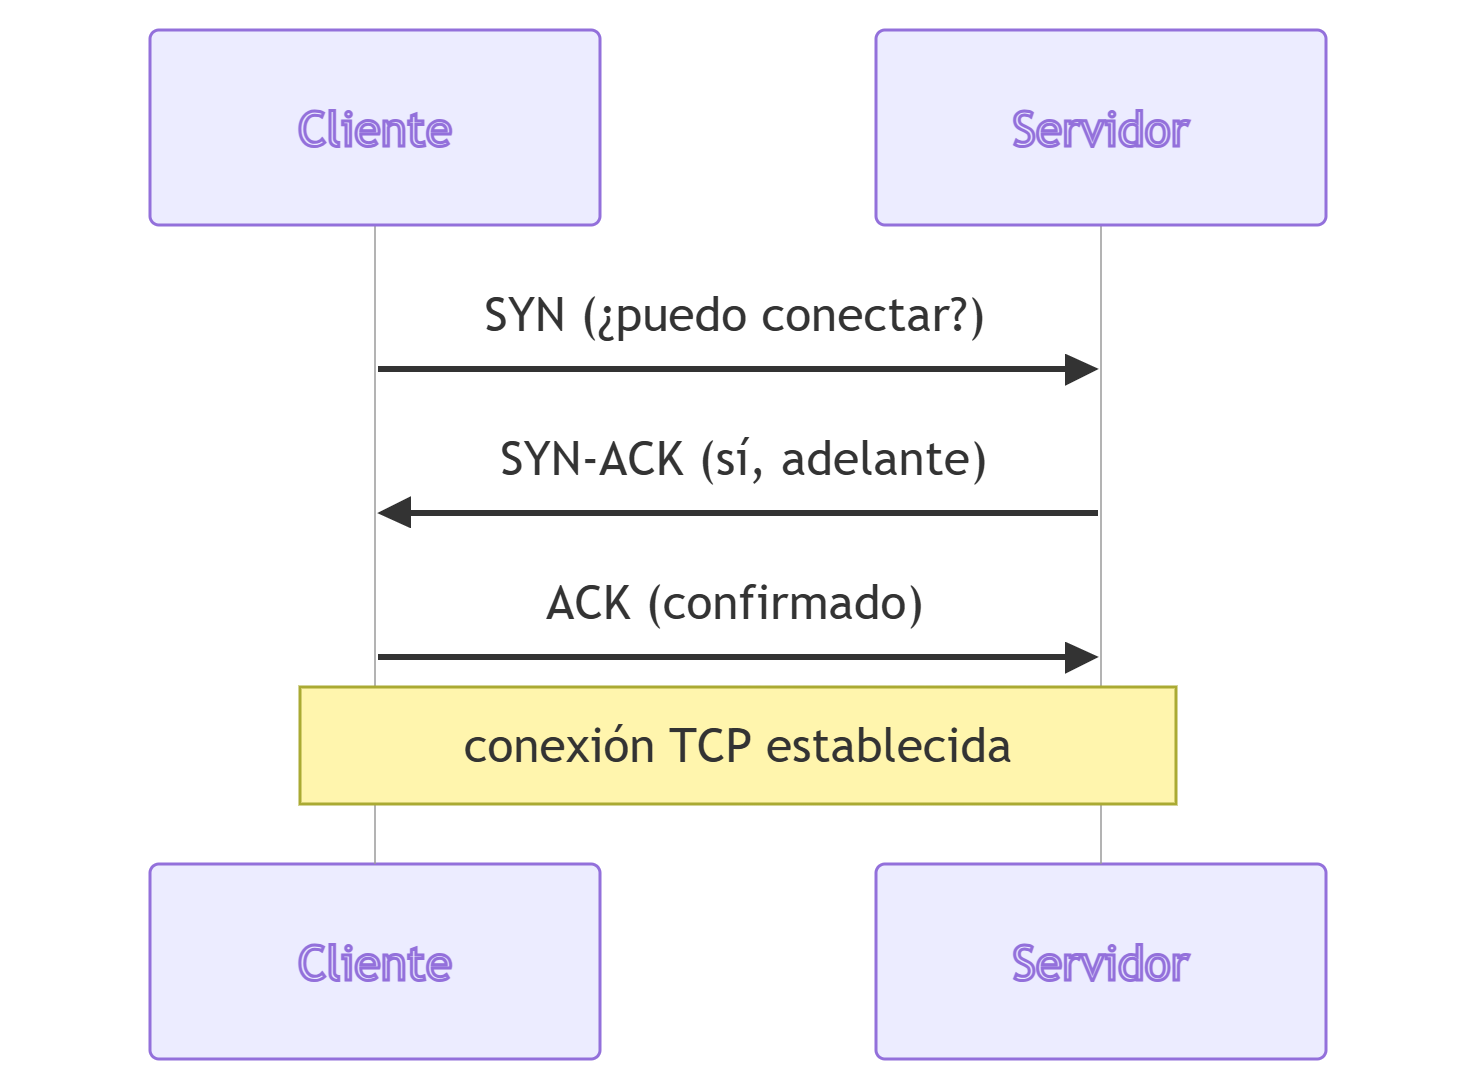 Cliente
Servidor
SYN (¿puedo conectar?)
SYN-ACK (sí, adelante)
ACK (confirmado)
conexión TCP establecida
Cliente
Servidor